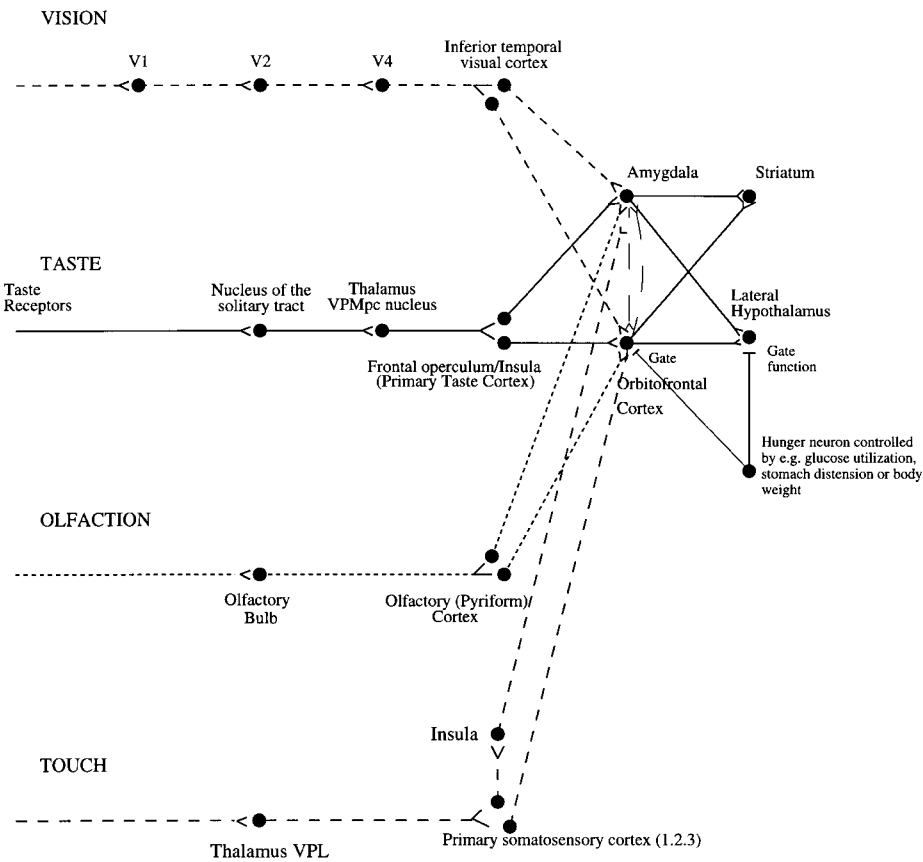 VISION
V1
V2
V4
Inferior temporal
visual cortex
Amygdala
Striatum
TASTE
Taste
Receptors
Nucleus of the
solitary tract
Thalamus
VPMpc nucleus
Frontal operculum/Insula
(Primary Taste Cortex)
Gate
Orbitofrontal
Cortex
Lateral
Hypothalamus
Gate
function
Hunger neuron controlled
by e.g. glucose utilization,
stomach distension or body
weight
OLFACTION
Olfactory
Bulb
Olfactory (Pyriform)/
Cortex
TOUCH
Insula
Thalamus VPL
Primary somatosensory cortex (1.2.3)